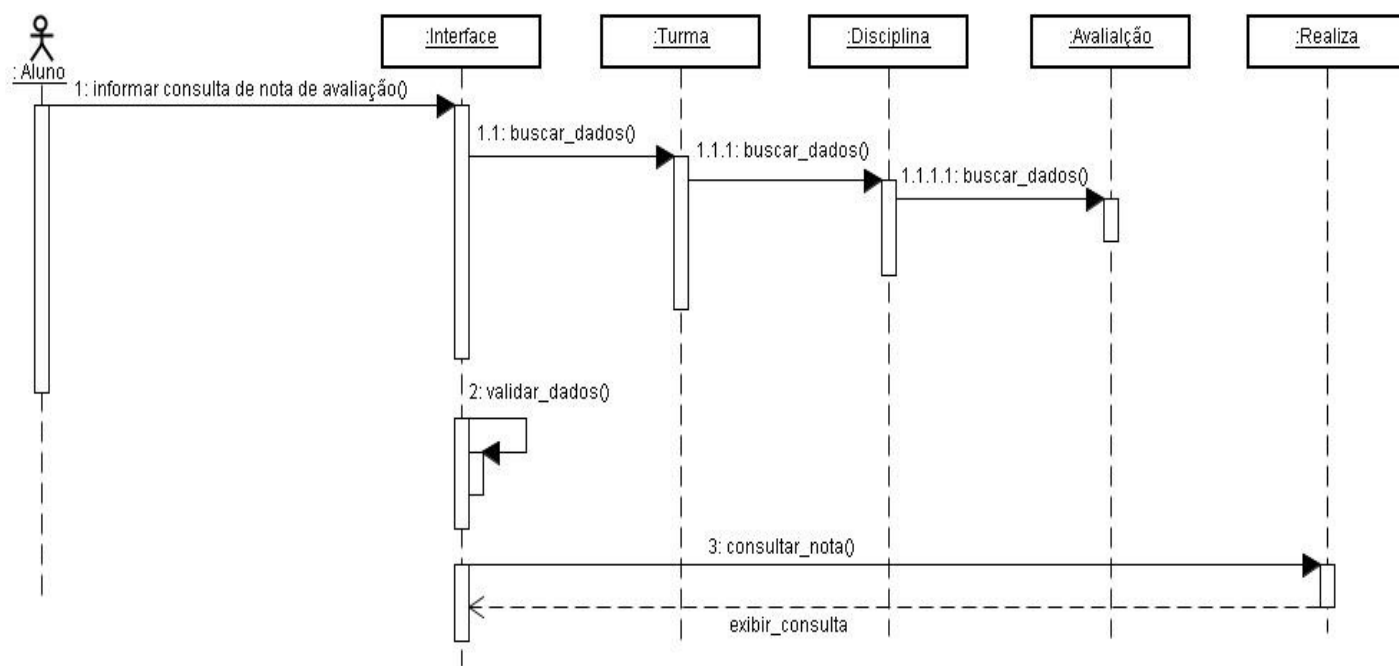 :Interface
:Turma
:Disciplina
:Avalialção
:Realiza
: Aluno
1: informar consulta de nota de avaliação()
1.1: buscar_dados()
1.1.1: buscar_dados()
1.1.1.1: buscar_dados()
2: validar_dados()
3: consultar_nota()
exibir_consulta